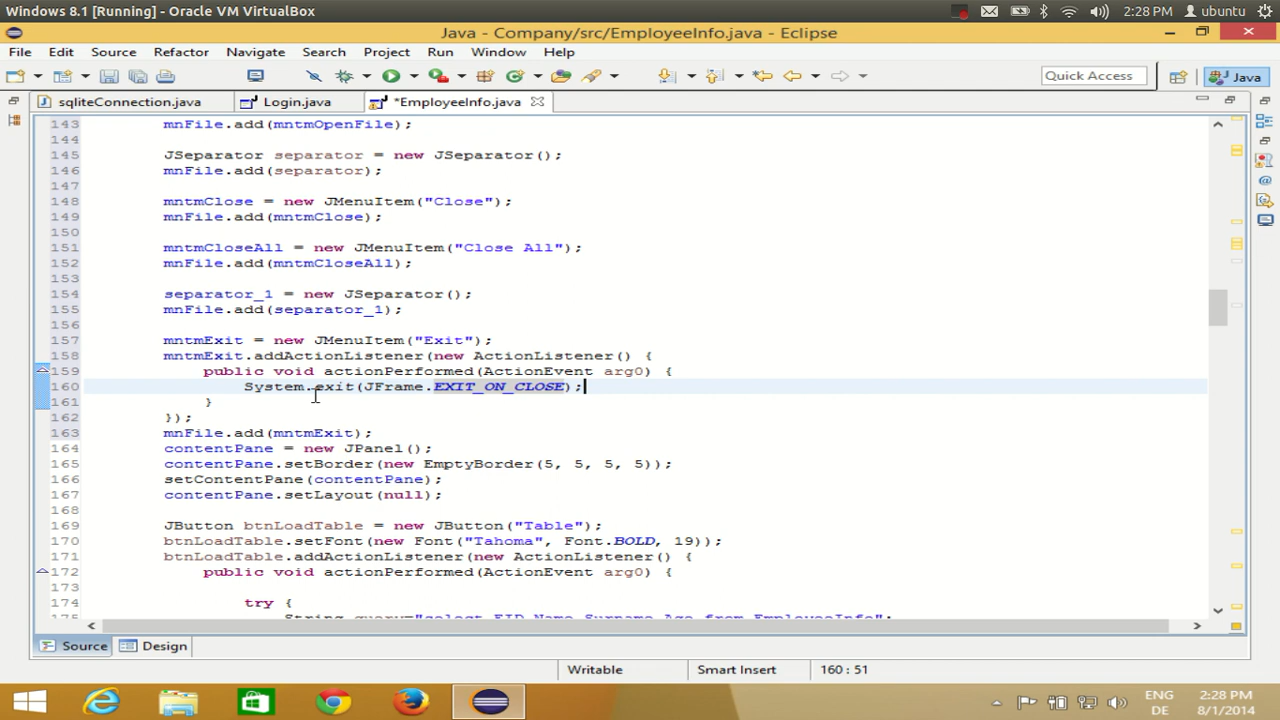 Windows 8.1 [Running] - Oracle VM VirtualBox
2:28 PM
ubuntu
Java - Company/src/EmployeeInfo.java - Eclipse
File Edit Source Refactor Navigate Search Project Run Window Help
Quick Access
Java
sqliteConnection.java
Login.java
*EmployeeInfo.java
143 mnFile.add(mntmOpenFile);
144
145 JSeparator separator = new JSeparator();
146 mnFile.add(separator);
147
148 mntmClose = new JMenuItem("Close");
149 mnFile.add(mntmClose);
150
151 mntmCloseAll = new JMenuItem("Close All");
152 mnFile.add(mntmCloseAll);
153
154 separator_1 = new JSeparator();
155 mnFile.add(separator_1);
156
157 mntmExit = new JMenuItem("Exit");
158 mntmExit.addActionListener(new ActionListener() {
159 public void actionPerformed(ActionEvent arg0) {
160 System.exit(JFrame.EXIT_ON_CLOSE);
161 }
162 });
163 mnFile.add(mntmExit);
164 contentPane = new JPanel();
165 contentPane.setBorder(new EmptyBorder(5, 5, 5, 5));
166 setContentPane(contentPane);
167 contentPane.setLayout(null);
168
169 JButton btnLoadTable = new JButton("Table");
170 btnLoadTable.setFont(new Font("Tahoma", Font.BOLD, 19));
171 btnLoadTable.addActionListener(new ActionListener() {
172 public void actionPerformed(ActionEvent arg0) {
173
174 try {
175 String query="select EID,Name,Surname,Age from EmployeeInfo";
Source
Design
Writable
Smart Insert
160 : 51
ENG
DE
2:28 PM
8/1/2014